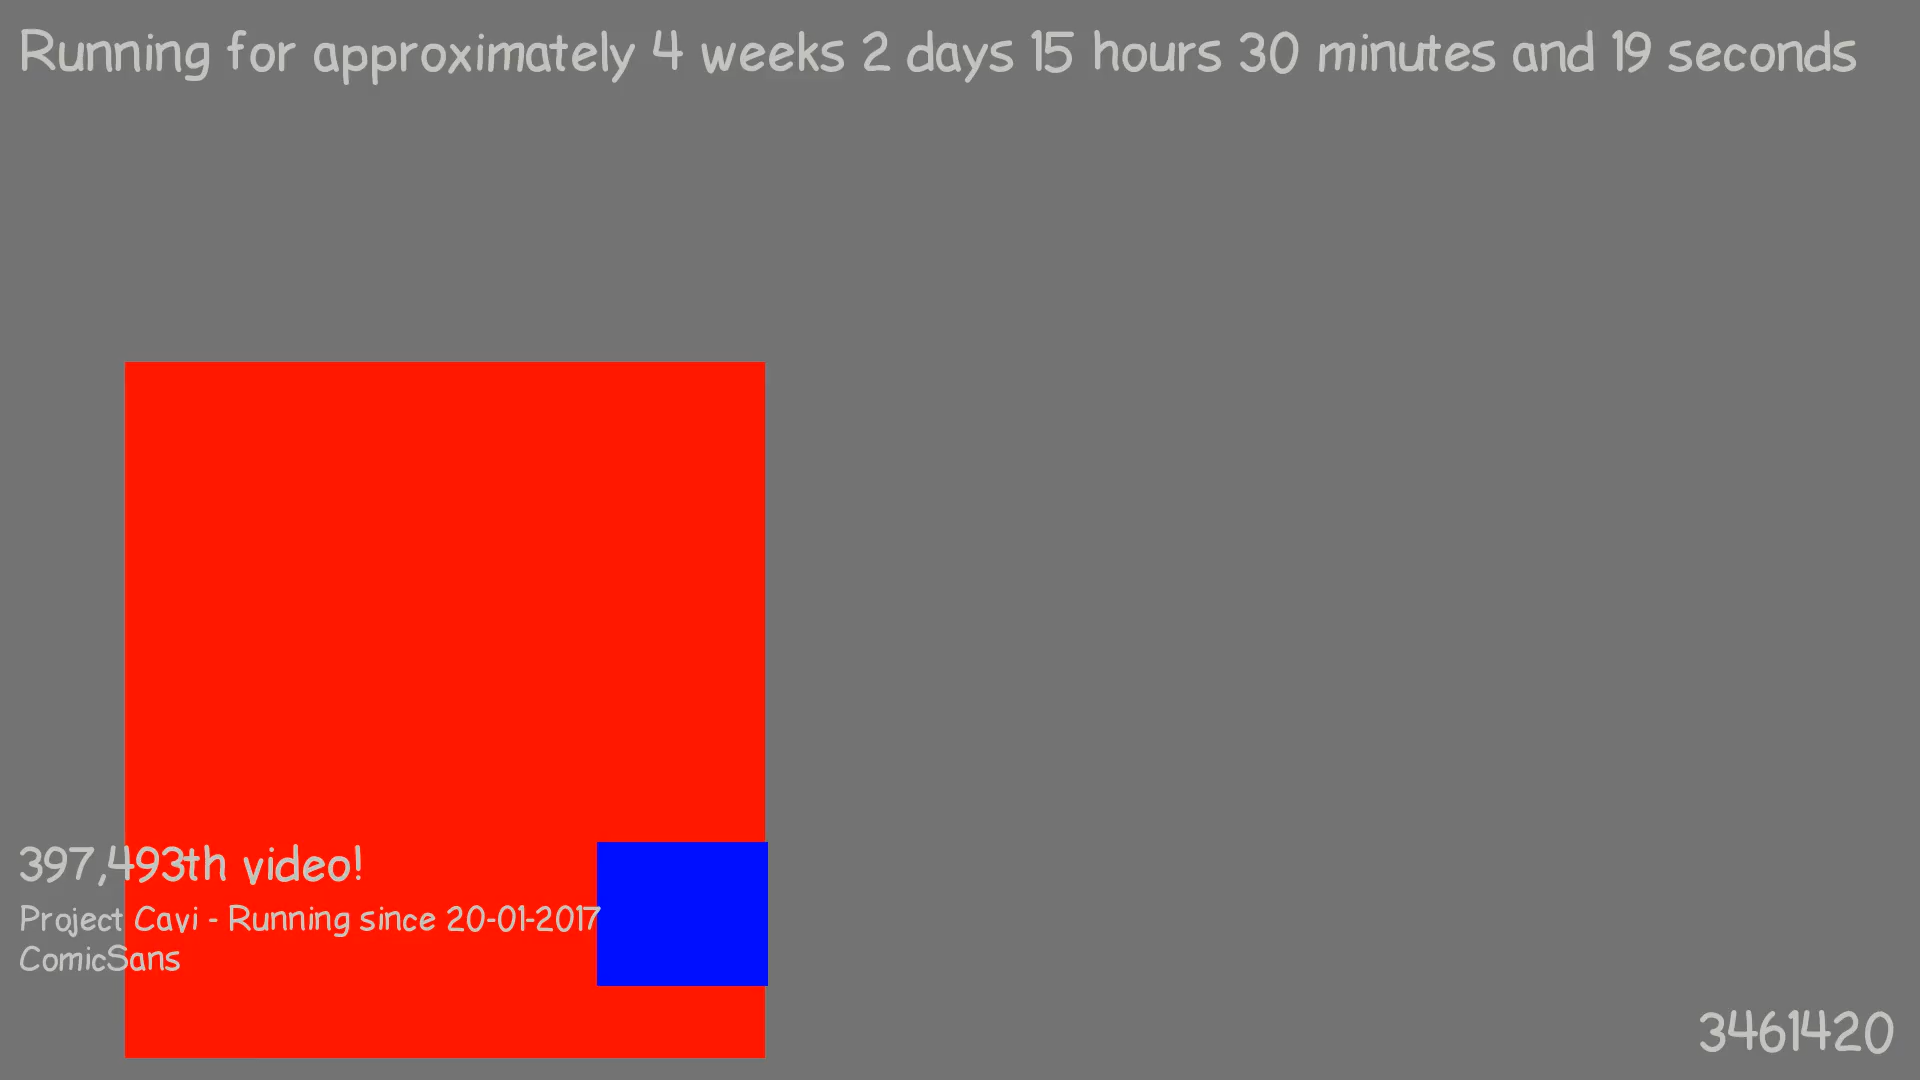 Running for approximately 4 weeks 2 days 15 hours 30 minutes and 19 seconds
397,493th video!
Project Cavi - Running since 20-01-2017
ComicSans
3461420